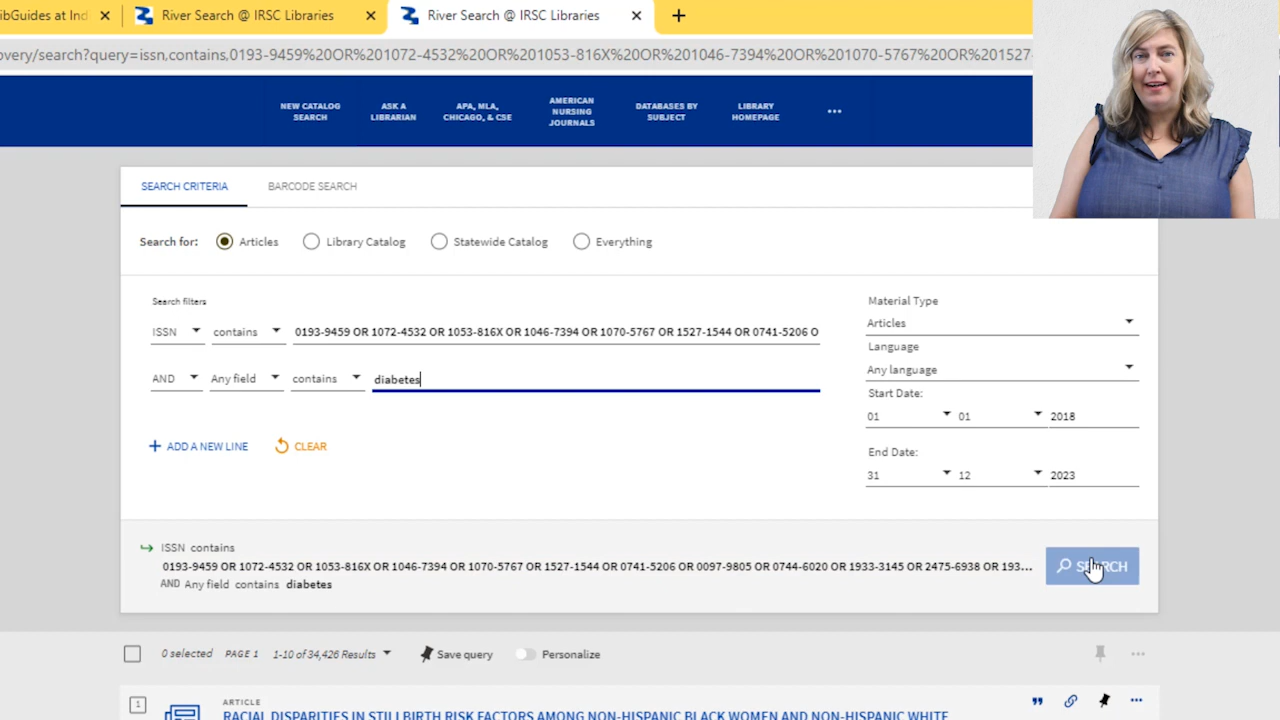 ibGuides at Ind
River Search @ IRSC Libraries
River Search @ IRSC Libraries
overy/search?query=issn,contains,0193-9459%20OR%201072-4532%20OR%201053-816X%20OR%201046-7394%20OR%201070-5767%20OR%201527-
NEW CATALOG SEARCH
ASK A LIBRARIAN
APA, MLA, CHICAGO, & CSE
AMERICAN NURSING JOURNALS
DATABASES BY SUBJECT
LIBRARY HOMEPAGE
...
SEARCH CRITERIA BARCODE SEARCH
Search for: Articles Library Catalog Statewide Catalog Everything
Search filters
ISSN contains 0193-9459 OR 1072-4532 OR 1053-816X OR 1046-7394 OR 1070-5767 OR 1527-1544 OR 0741-5206 O
AND Any field contains diabetes
+ ADD A NEW LINE CLEAR
Material Type
Articles
Language
Any language
Start Date:
01 01 2018
End Date:
31 12 2023
ISSN contains
0193-9459 OR 1072-4532 OR 1053-816X OR 1046-7394 OR 1070-5767 OR 1527-1544 OR 0741-5206 OR 0097-9805 OR 0744-6020 OR 1933-3145 OR 2475-6938 OR 193...
AND Any field contains diabetes
SEARCH
0 selected PAGE 1 1-10 of 34,426 Results Save query Personalize
1
ARTICLE
RACIAL DISPARITIES IN STILLBIRTH RISK FACTORS AMONG NON-HISPANIC BLACK WOMEN AND NON-HISPANIC WHITE